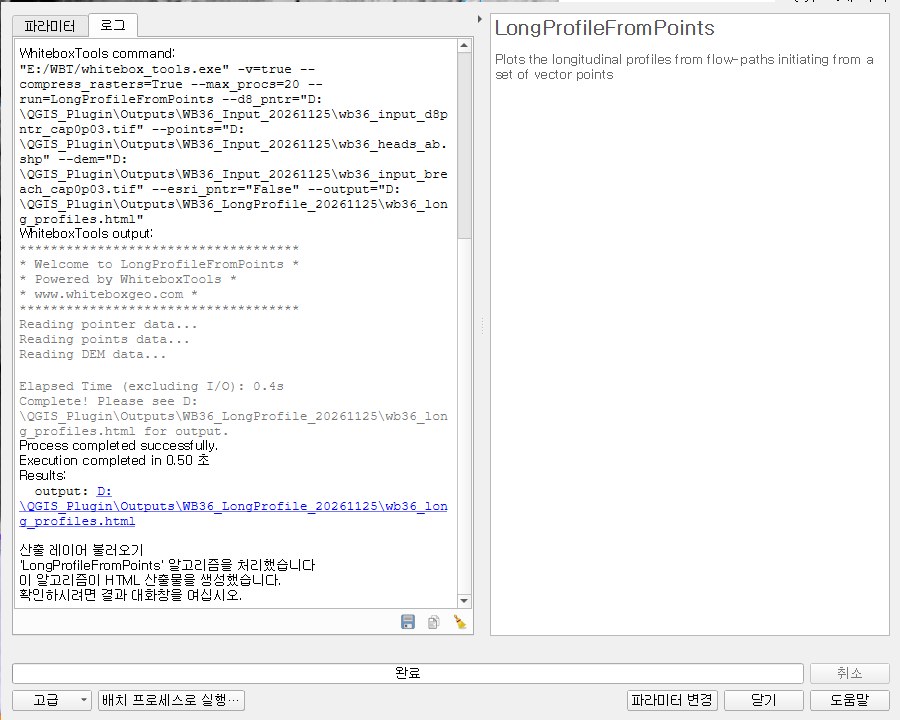 파라미터
로그
WhiteboxTools command:
"E:/WBT/whitebox_tools.exe" -v=true --
compress_rasters=True --max_procs=20 --
run=LongProfileFromPoints --d8_pntr="D:
\QGIS_Plugin\Outputs\WB36_Input_20261125\wb36_input_d8p
ntr_cap0p03.tif" --points="D:
\QGIS_Plugin\Outputs\WB36_Input_20261125\wb36_heads_ab.
shp" --dem="D:
\QGIS_Plugin\Outputs\WB36_Input_20261125\wb36_input_bre
ach_cap0p03.tif" --esri_pntr="False" --output="D:
\QGIS_Plugin\Outputs\WB36_LongProfile_20261125\wb36_lon
g_profiles.html"
WhiteboxTools output:
***********************************
* Welcome to LongProfileFromPoints *
* Powered by WhiteboxTools *
* www.whiteboxgeo.com *
***********************************
Reading pointer data...
Reading points data...
Reading DEM data...
Elapsed Time (excluding I/O): 0.4s
Complete! Please see D:
\QGIS_Plugin\Outputs\WB36_LongProfile_20261125\wb36_lon
g_profiles.html for output.
Process completed successfully.
Execution completed in 0.50 초
Results:
output: D:
\QGIS_Plugin\Outputs\WB36_LongProfile_20261125\wb36_lon
g_profiles.html
산출 레이어 불러오기
'LongProfileFromPoints' 알고리즘을 처리했습니다
이 알고리즘이 HTML 산출물을 생성했습니다.
확인하시려면 결과 대화창을 여십시오.
LongProfileFromPoints
Plots the longitudinal profiles from flow-paths initiating from a
set of vector points
완료
취소
고급
배치 프로세스로 실행…
파라미터 변경
닫기
도움말